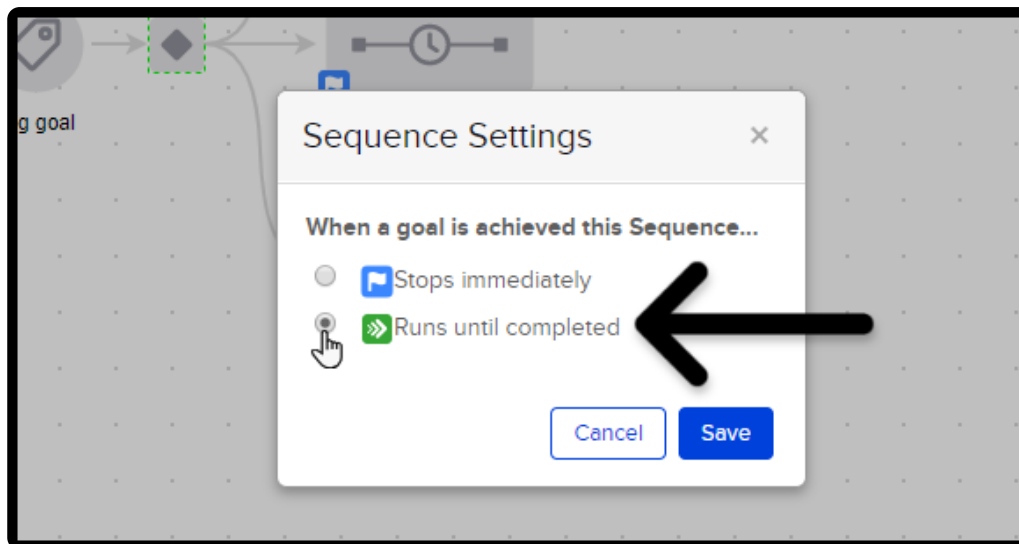 g goal
Sequence Settings ×
When a goal is achieved this Sequence...
Stops immediately
Runs until completed
Cancel Save